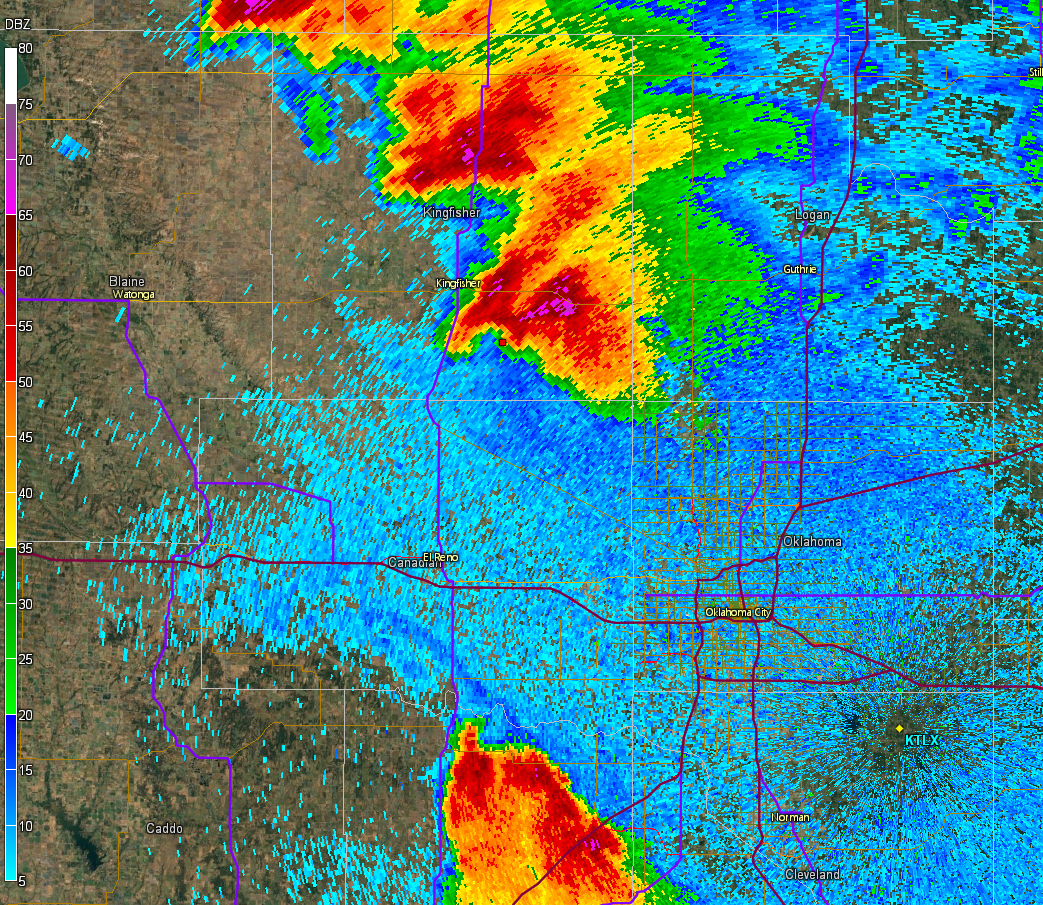 DBZ
80
Still
75
70
65
Kingfisher
Logan
60
Guthrie
Blaine
Kingfisher
Watonga
55
50
45
40
Oklahoma
35
El Reno
Canadian
30
Oklahoma City
25
20
KTLX
15
Norman
10
Caddo
Cleveland
5